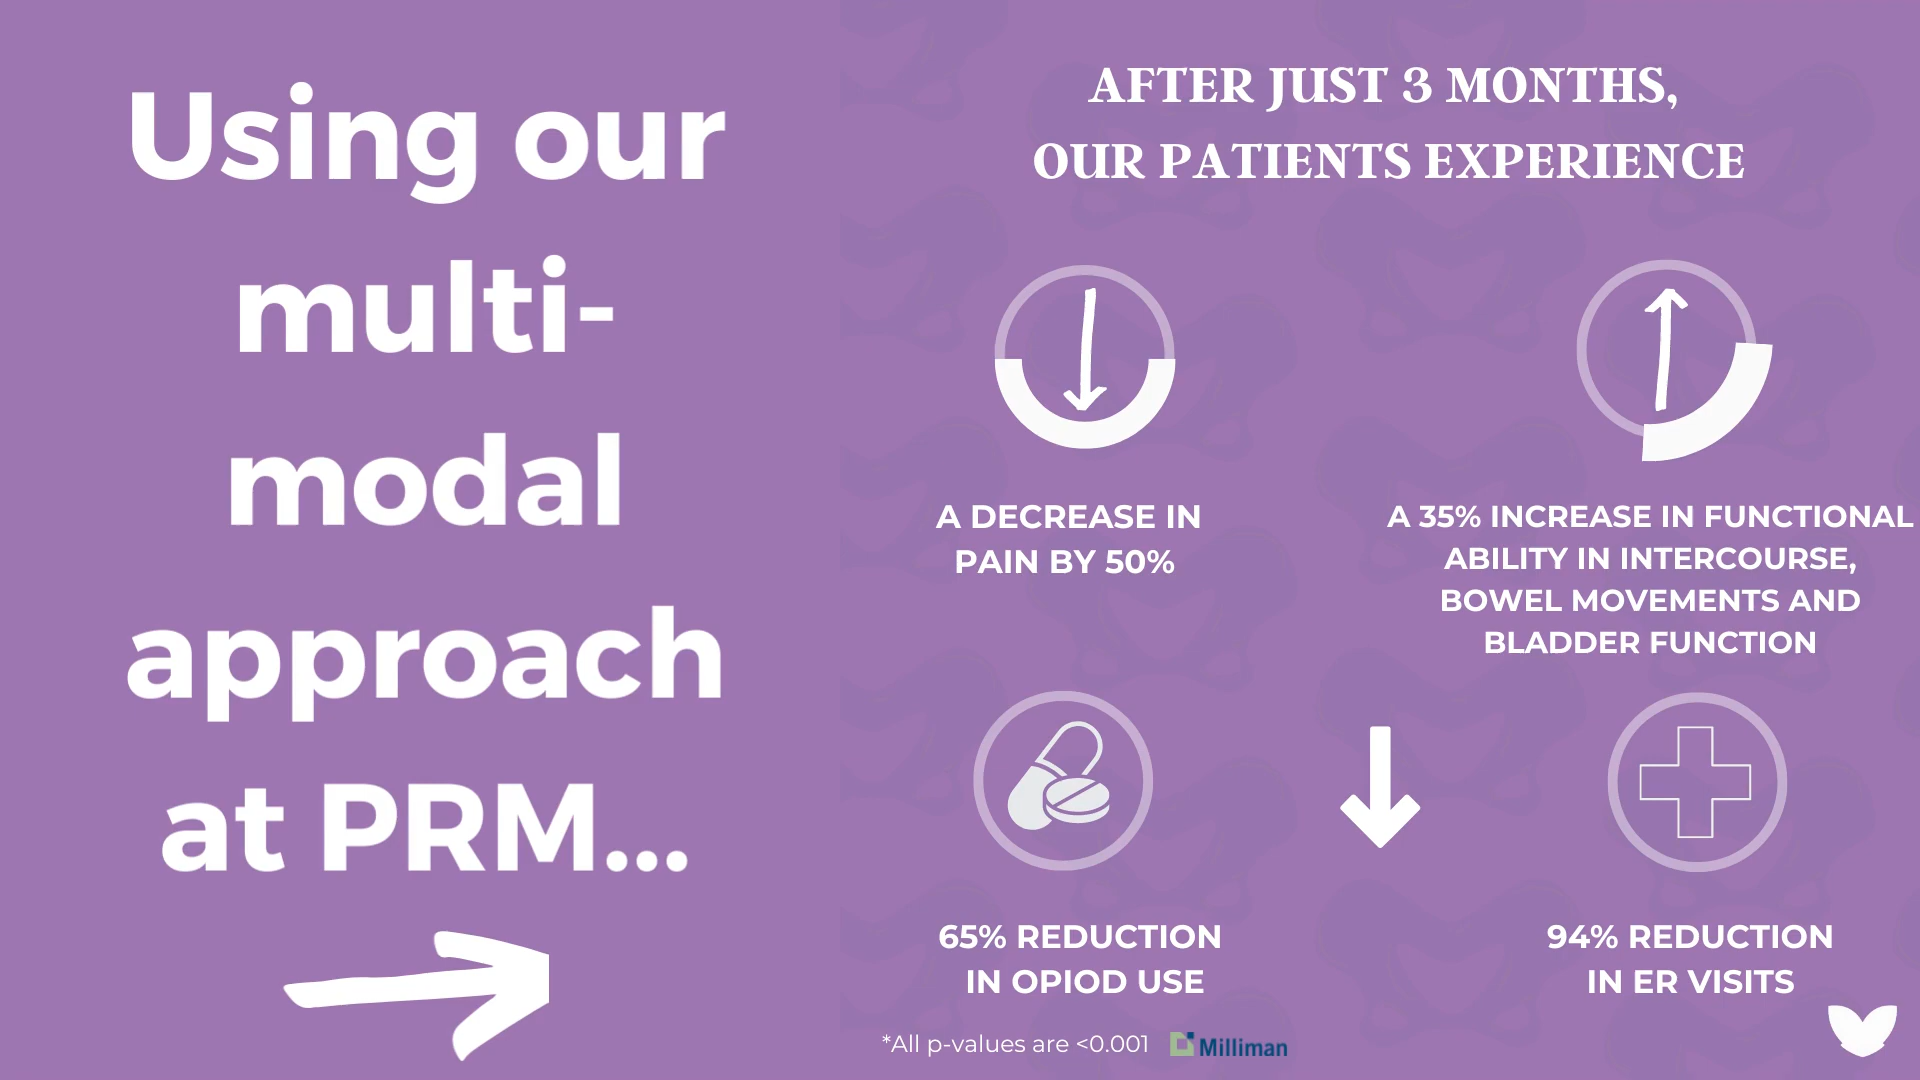 Using our
multi-
modal
approach
at PRM...
AFTER JUST 3 MONTHS,
OUR PATIENTS EXPERIENCE
A DECREASE IN
PAIN BY 50%
A 35% INCREASE IN FUNCTIONAL
ABILITY IN INTERCOURSE,
BOWEL MOVEMENTS AND
BLADDER FUNCTION
65% REDUCTION
IN OPIOD USE
94% REDUCTION
IN ER VISITS
*All p-values are <0.001
Milliman